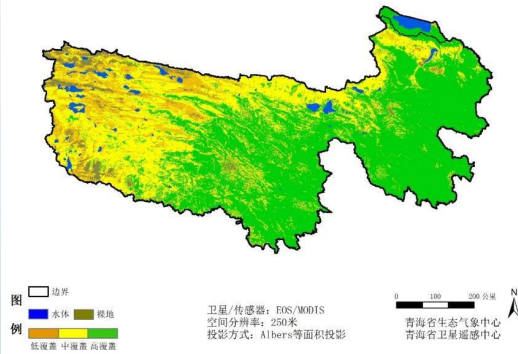 图例
边界
水体 裸地
低覆盖 中覆盖 高覆盖
卫星/传感器: EOS/MODIS
空间分辨率: 250米
投影方式: Albers等面积投影
0 100 200 公里
N
青海省生态气象中心
青海省卫星遥感中心